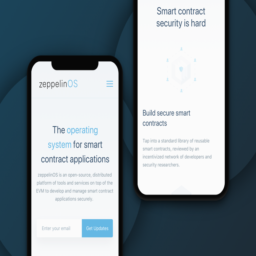 zeppelinOS
The operating
system for smart
contract applications
zeppelinOS is an open-source, distributed
platform of tools and services on top of the
EVM to develop and manage smart contract
applications securely.
Enter your email
Get Updates
Smart contract
security is hard
Build secure smart
contracts
Tap into a standard library of reusable
smart contracts, reviewed by an
incentivized network of developers and
security researchers.